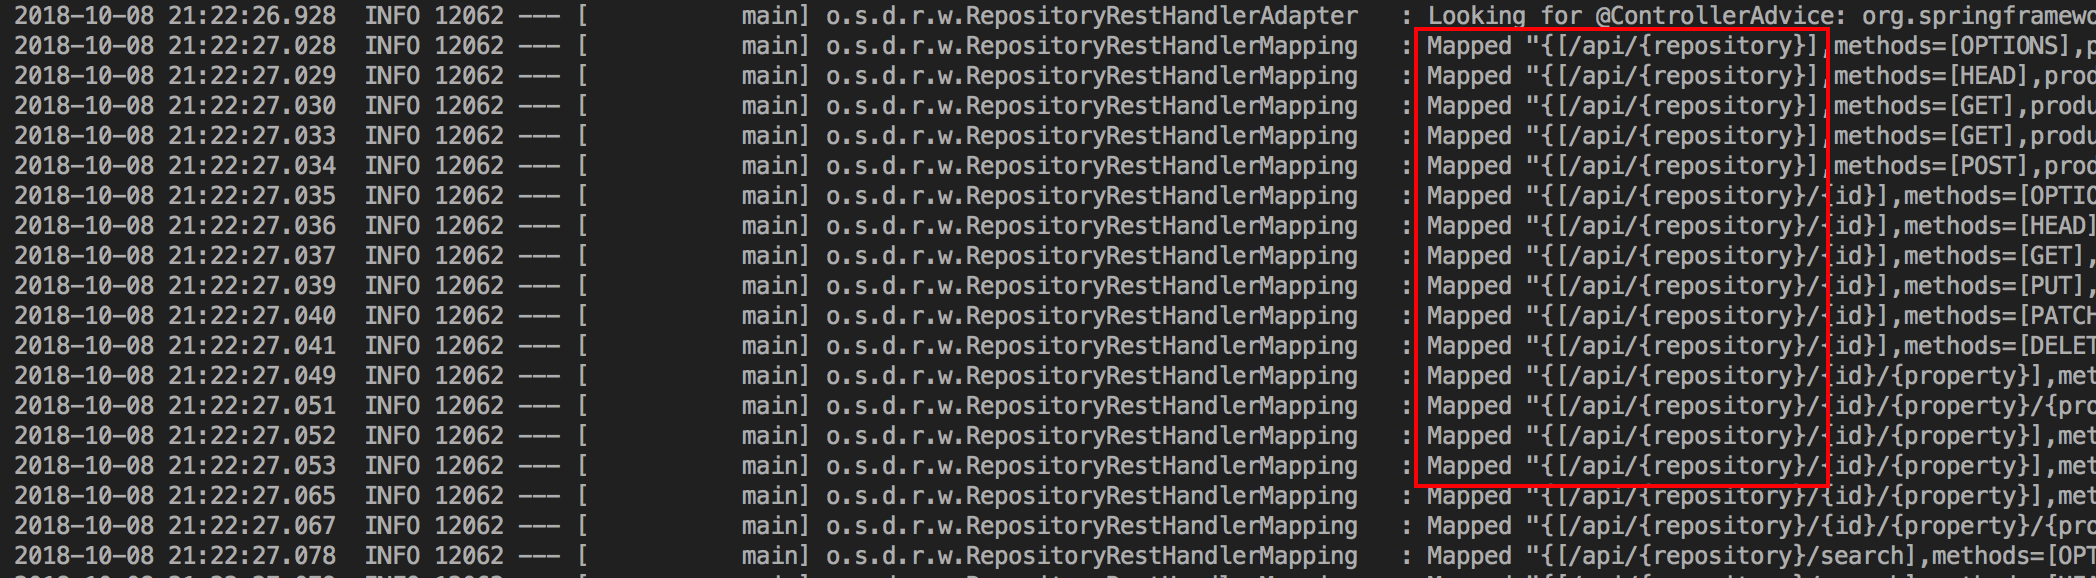 2018-10-08 21:22:26.928  INFO 12062 --- [           main] o.s.d.r.w.RepositoryRestHandlerAdapter   : Looking for @ControllerAdvice: org.springframewo
2018-10-08 21:22:27.028  INFO 12062 --- [           main] o.s.d.r.w.RepositoryRestHandlerMapping   : Mapped "{[/api/{repository}],methods=[OPTIONS],p
2018-10-08 21:22:27.029  INFO 12062 --- [           main] o.s.d.r.w.RepositoryRestHandlerMapping   : Mapped "{[/api/{repository}],methods=[HEAD],prod
2018-10-08 21:22:27.030  INFO 12062 --- [           main] o.s.d.r.w.RepositoryRestHandlerMapping   : Mapped "{[/api/{repository}],methods=[GET],produ
2018-10-08 21:22:27.033  INFO 12062 --- [           main] o.s.d.r.w.RepositoryRestHandlerMapping   : Mapped "{[/api/{repository}],methods=[GET],produ
2018-10-08 21:22:27.034  INFO 12062 --- [           main] o.s.d.r.w.RepositoryRestHandlerMapping   : Mapped "{[/api/{repository}],methods=[POST],prod
2018-10-08 21:22:27.035  INFO 12062 --- [           main] o.s.d.r.w.RepositoryRestHandlerMapping   : Mapped "{[/api/{repository}/{id}],methods=[OPTIO
2018-10-08 21:22:27.036  INFO 12062 --- [           main] o.s.d.r.w.RepositoryRestHandlerMapping   : Mapped "{[/api/{repository}/{id}],methods=[HEAD]
2018-10-08 21:22:27.037  INFO 12062 --- [           main] o.s.d.r.w.RepositoryRestHandlerMapping   : Mapped "{[/api/{repository}/{id}],methods=[GET],
2018-10-08 21:22:27.039  INFO 12062 --- [           main] o.s.d.r.w.RepositoryRestHandlerMapping   : Mapped "{[/api/{repository}/{id}],methods=[PUT],
2018-10-08 21:22:27.040  INFO 12062 --- [           main] o.s.d.r.w.RepositoryRestHandlerMapping   : Mapped "{[/api/{repository}/{id}],methods=[PATCH
2018-10-08 21:22:27.041  INFO 12062 --- [           main] o.s.d.r.w.RepositoryRestHandlerMapping   : Mapped "{[/api/{repository}/{id}],methods=[DELET
2018-10-08 21:22:27.049  INFO 12062 --- [           main] o.s.d.r.w.RepositoryRestHandlerMapping   : Mapped "{[/api/{repository}/{id}/{property}],met
2018-10-08 21:22:27.051  INFO 12062 --- [           main] o.s.d.r.w.RepositoryRestHandlerMapping   : Mapped "{[/api/{repository}/{id}/{property}/{pro
2018-10-08 21:22:27.052  INFO 12062 --- [           main] o.s.d.r.w.RepositoryRestHandlerMapping   : Mapped "{[/api/{repository}/{id}/{property}],met
2018-10-08 21:22:27.053  INFO 12062 --- [           main] o.s.d.r.w.RepositoryRestHandlerMapping   : Mapped "{[/api/{repository}/{id}/{property}],met
2018-10-08 21:22:27.065  INFO 12062 --- [           main] o.s.d.r.w.RepositoryRestHandlerMapping   : Mapped "{[/api/{repository}/{id}/{property}],met
2018-10-08 21:22:27.067  INFO 12062 --- [           main] o.s.d.r.w.RepositoryRestHandlerMapping   : Mapped "{[/api/{repository}/{id}/{property}/{pro
2018-10-08 21:22:27.078  INFO 12062 --- [           main] o.s.d.r.w.RepositoryRestHandlerMapping   : Mapped "{[/api/{repository}/search],methods=[OPT